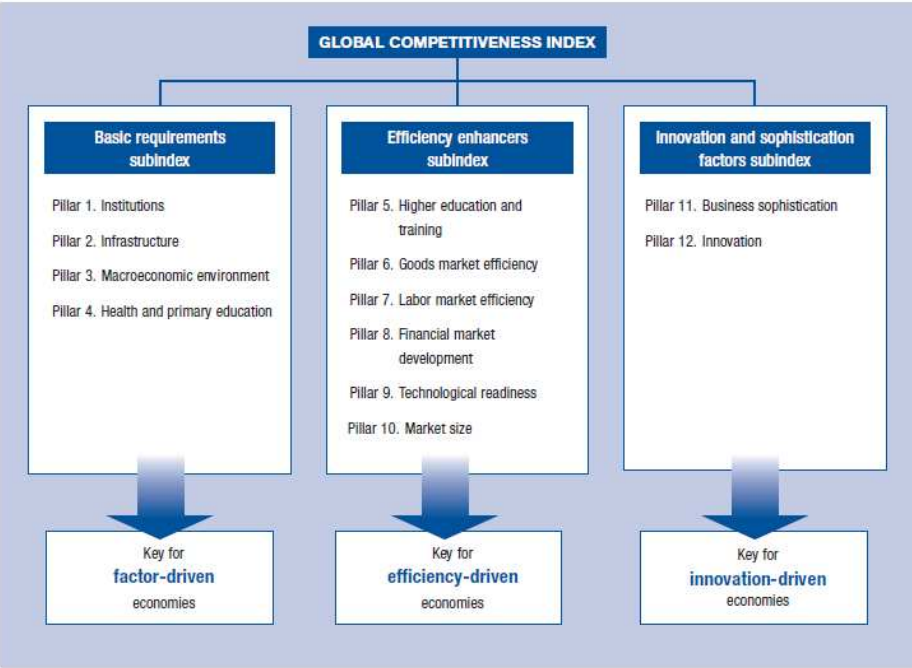 GLOBAL COMPETITIVENESS INDEX
Basic requirements
subindex
Pillar 1. Institutions
Pillar 2. Infrastructure
Pillar 3. Macroeconomic environment
Pillar 4. Health and primary education
Key for
factor-driven
economies
Efficiency enhancers
subindex
Pillar 5. Higher education and
training
Pillar 6. Goods market efficiency
Pillar 7. Labor market efficiency
Pillar 8. Financial market
development
Pillar 9. Technological readiness
Pillar 10. Market size
Key for
efficiency-driven
economies
Innovation and sophistication
factors subindex
Pillar 11. Business sophistication
Pillar 12. Innovation
Key for
innovation-driven
economies